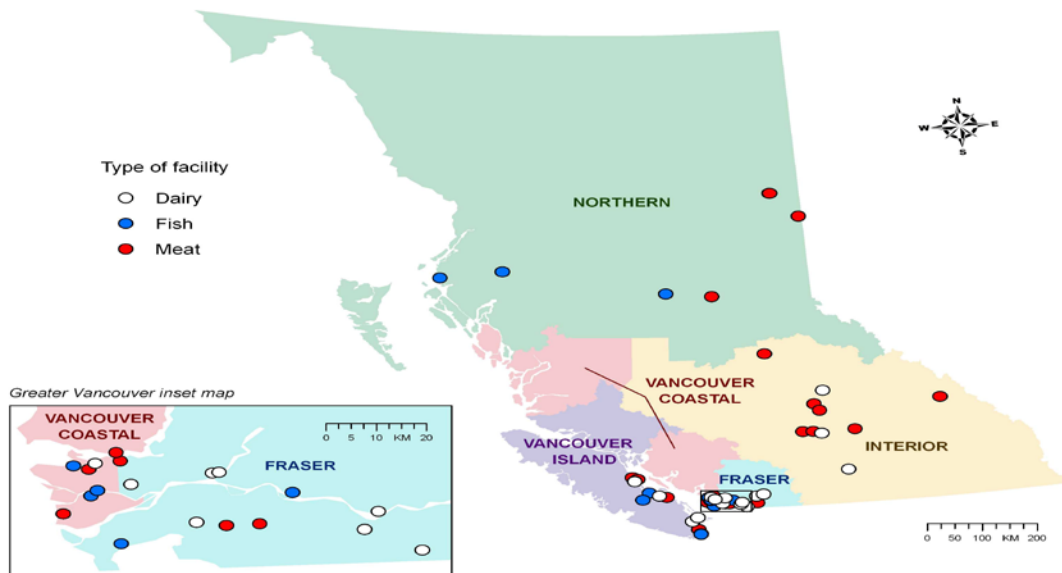 N
W
E
S
Type of facility
Dairy
Fish
Meat
NORTHERN
VANCOUVER
COASTAL
VANCOUVER
ISLAND
INTERIOR
FRASER
0 50 100 200
KM
Greater Vancouver inset map
VANCOUVER
COASTAL
FRASER
0 5 10 20
KM